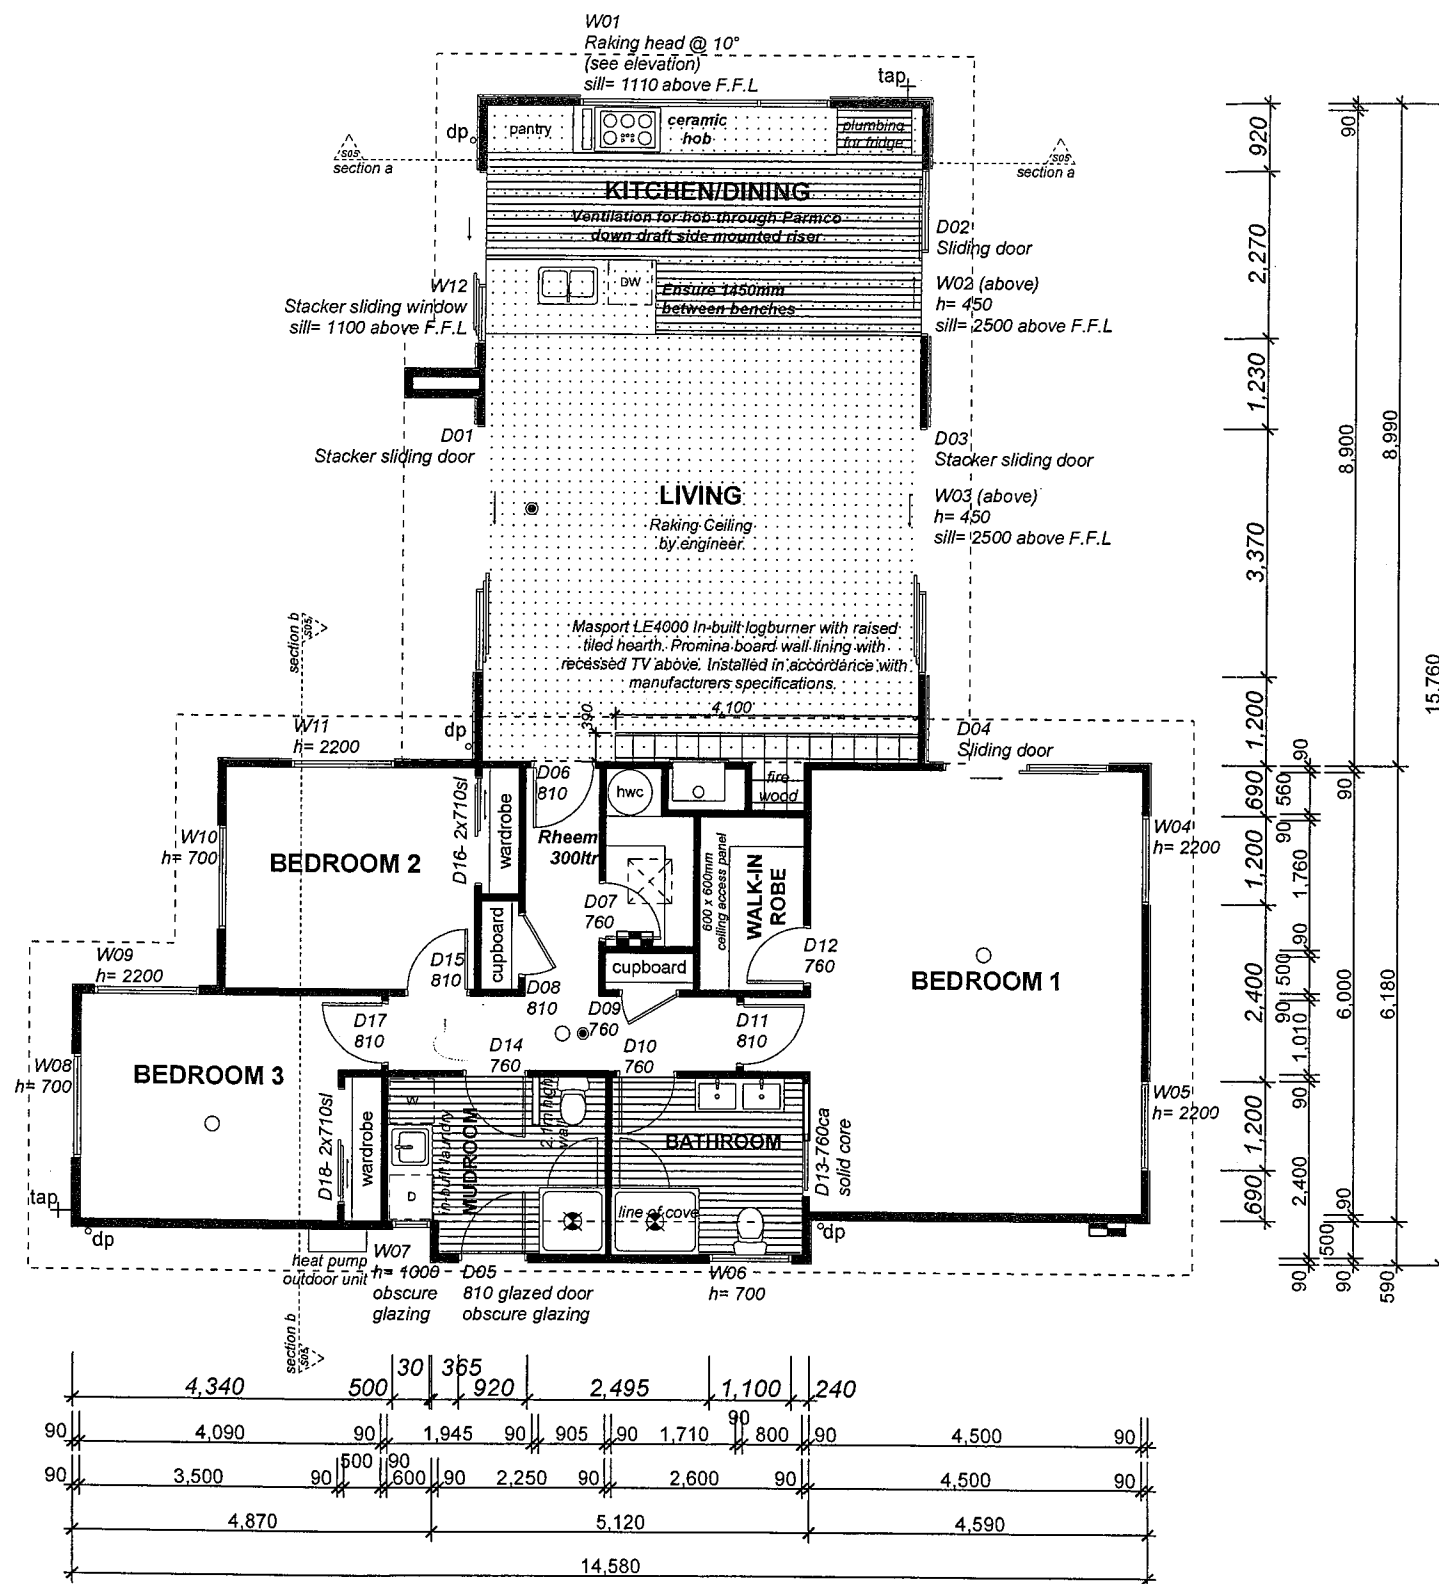 W01
Raking head @ 10°
(see elevation)
sill= 1110 above F.F.L
tap
dp
pantry
ceramic
hob
plumbing
for fridge
S05
section a
S05
section a
KITCHEN/DINING
Ventilation for hob through Parmco
down draft side mounted riser
D02
Sliding door
W12
Stacker sliding window
sill= 1100 above F.F.L
DW
Ensure 1450mm
between benches
W02 (above)
h= 450
sill= 2500 above F.F.L
D01
Stacker sliding door
D03
Stacker sliding door
LIVING
Raking Ceiling
by engineer
W03 (above)
h= 450
sill= 2500 above F.F.L
section b
S05
Masport LE4000 In-built logburner with raised
tiled hearth. Promina board wall lining with
recessed TV above. Installed in accordance with
manufacturers specifications.
4,100
390
W11
h= 2200
dp
D04
Sliding door
D06
810
hwc
fire
wood
W10
h= 700
BEDROOM 2
D16- 2x710sl
wardrobe
Rheem
300ltr
600 x 600mm
ceiling access panel
WALK-IN
ROBE
W04
h= 2200
D07
760
W09
h= 2200
D15
810
cupboard
D08
810
cupboard
D12
760
BEDROOM 1
D17
810
D09
760
D11
810
D14
760
D10
760
W08
h= 700
BEDROOM 3
W05
h= 2200
D18- 2x710sl
wardrobe
W
in-built laundry
MUDROOM
2.1m high
wall
BATHROOM
D13-760ca
solid core
D
line of cove
tap
dp
dp
heat pump
outdoor unit
W07
h= 1000
obscure
glazing
D05
810 glazed door
obscure glazing
W06
h= 700
section b
S05
920
2,270
1,230
3,370
1,200
690
1,200
2,400
1,200
690
90
560
90
1,760
90
500
90
1,010
90
2,400
90
500
90
90
8,900
90
6,000
90
8,990
6,180
590
15,760
4,340 500 30 365 920 2,495 1,100 240
90 4,090 90 1,945 90 905 90 1,710 90 800 90 4,500 90
90 3,500 90 500 90 600 90 2,250 90 2,600 90 4,500 90
4,870 5,120 4,590
14,580